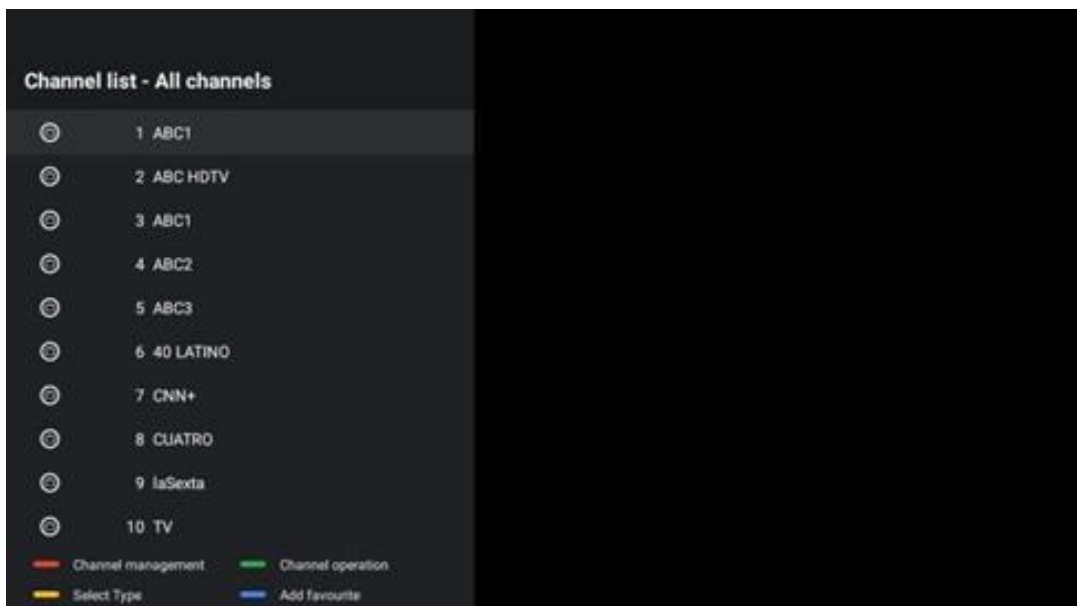 Channel list - All channels
1 ABC1
2 ABC HDTV
3 ABC1
4 ABC2
5 ABC3
6 40 LATINO
7 CNN+
8 CUATRO
9 laSexta
10 TV
Channel management Channel operation
Select Type Add favourite